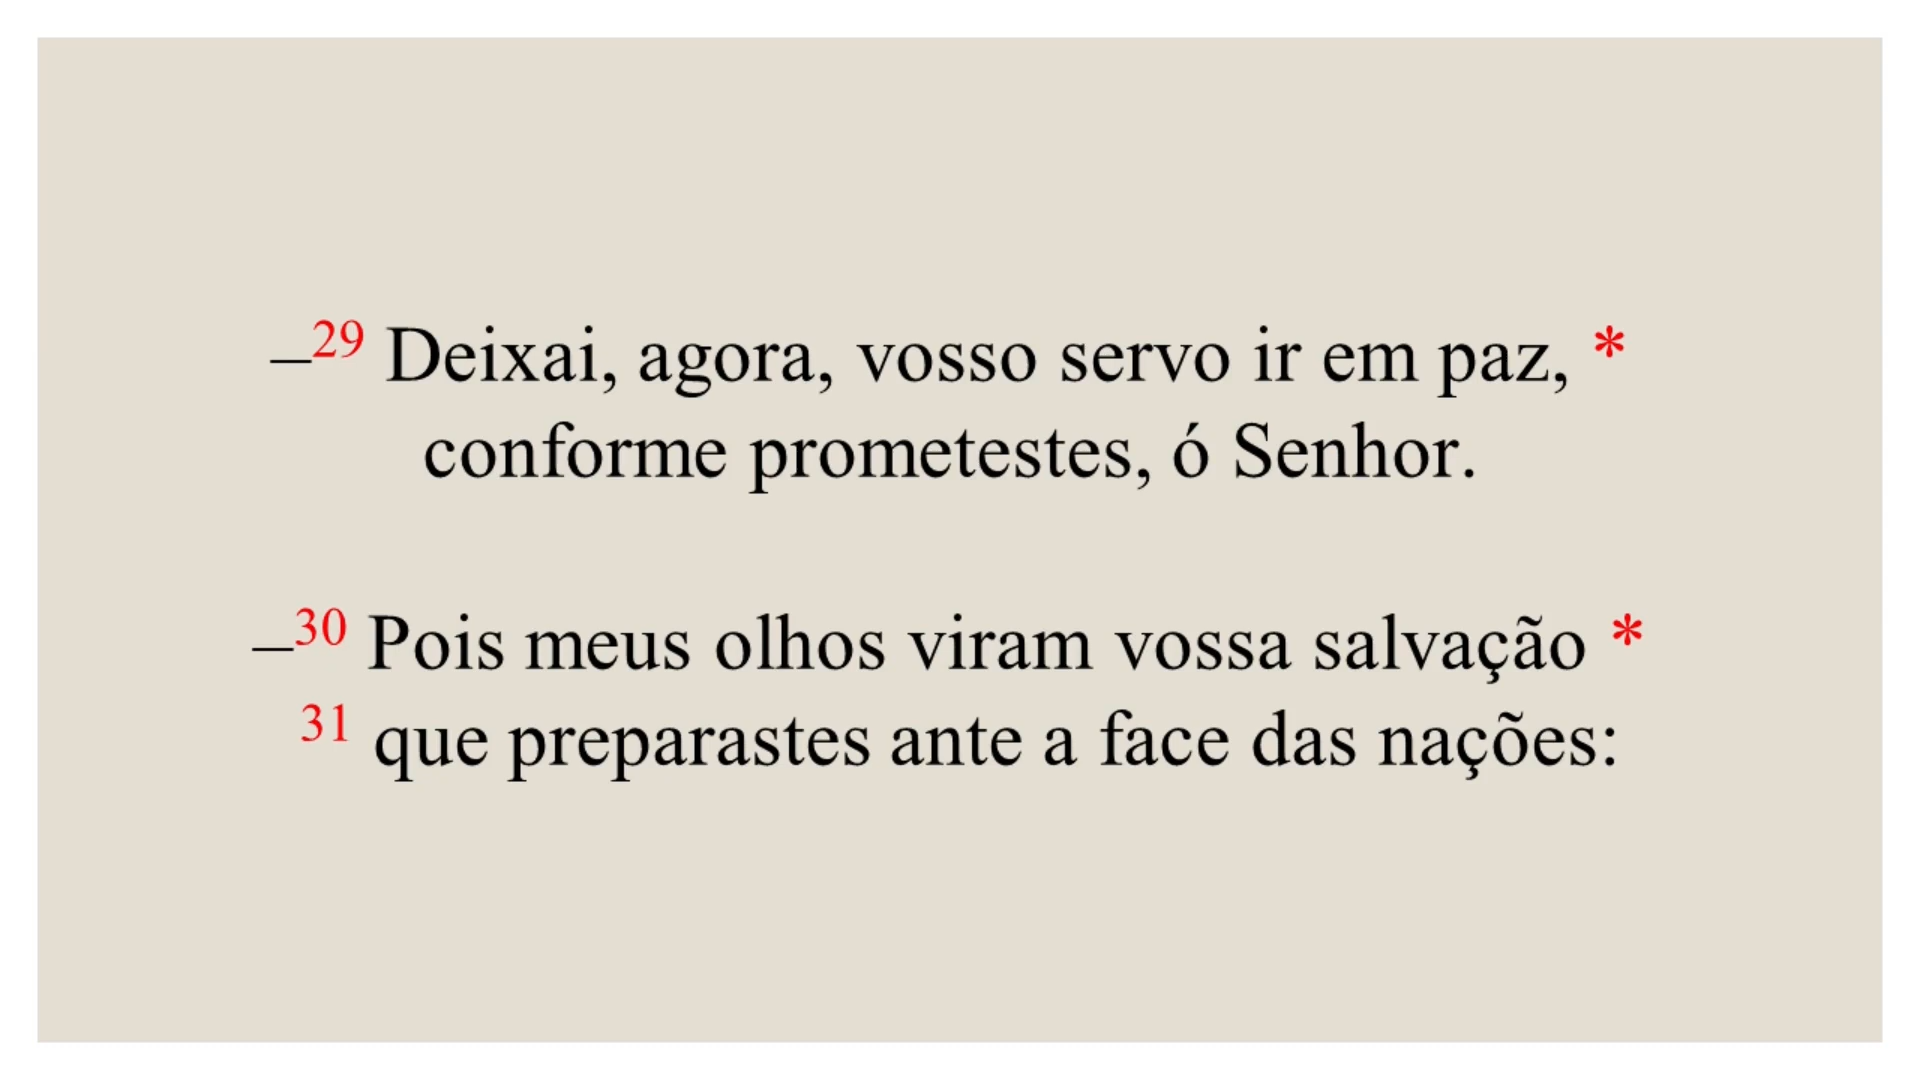 –29 Deixai, agora, vosso servo ir em paz, *
conforme prometestes, ó Senhor.
–30 Pois meus olhos viram vossa salvação *
31 que preparastes ante a face das nações: